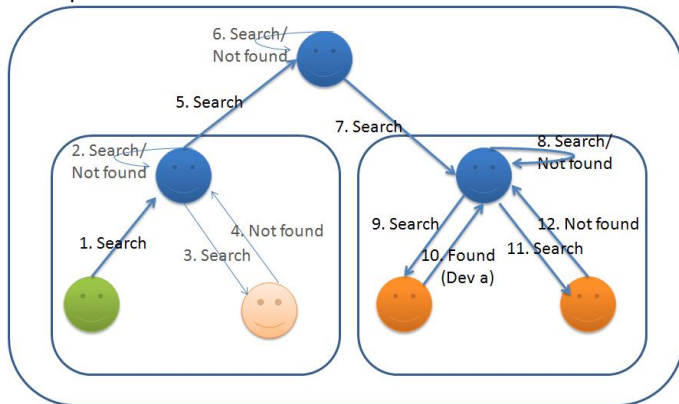 6. Search/
Not found
5. Search
7. Search
2. Search/
Not found
8. Search/
Not found
1. Search
4. Not found
3. Search
9. Search
12. Not found
10. Found
(Dev a)
11. Search